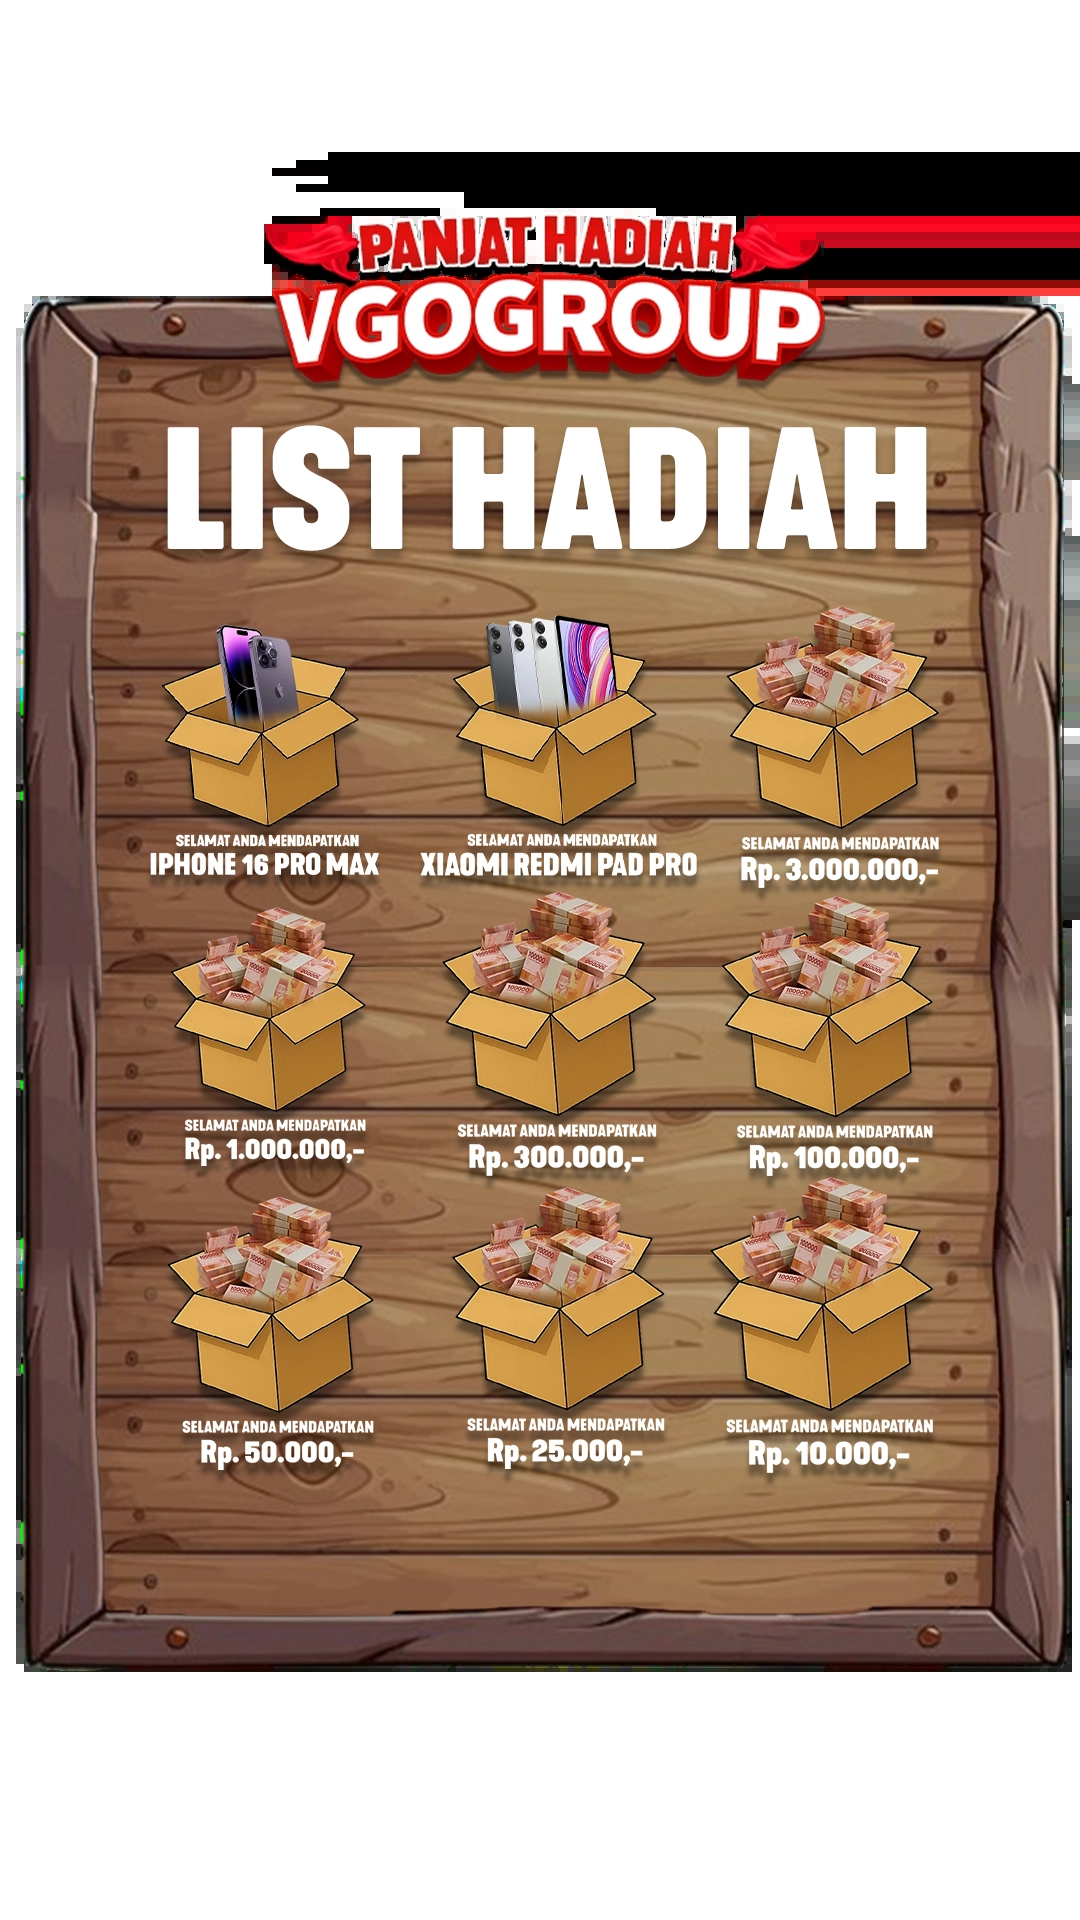 PANJAT HADIAH
VGOGROUP
LIST HADIAH
SELAMAT ANDA MENDAPATKAN
IPHONE 16 PRO MAX
SELAMAT ANDA MENDAPATKAN
XIAOMI REDMI PAD PRO
SELAMAT ANDA MENDAPATKAN
Rp. 3.000.000,-
SELAMAT ANDA MENDAPATKAN
Rp. 1.000.000,-
SELAMAT ANDA MENDAPATKAN
Rp. 300.000,-
SELAMAT ANDA MENDAPATKAN
Rp. 100.000,-
SELAMAT ANDA MENDAPATKAN
Rp. 50.000,-
SELAMAT ANDA MENDAPATKAN
Rp. 25.000,-
SELAMAT ANDA MENDAPATKAN
Rp. 10.000,-